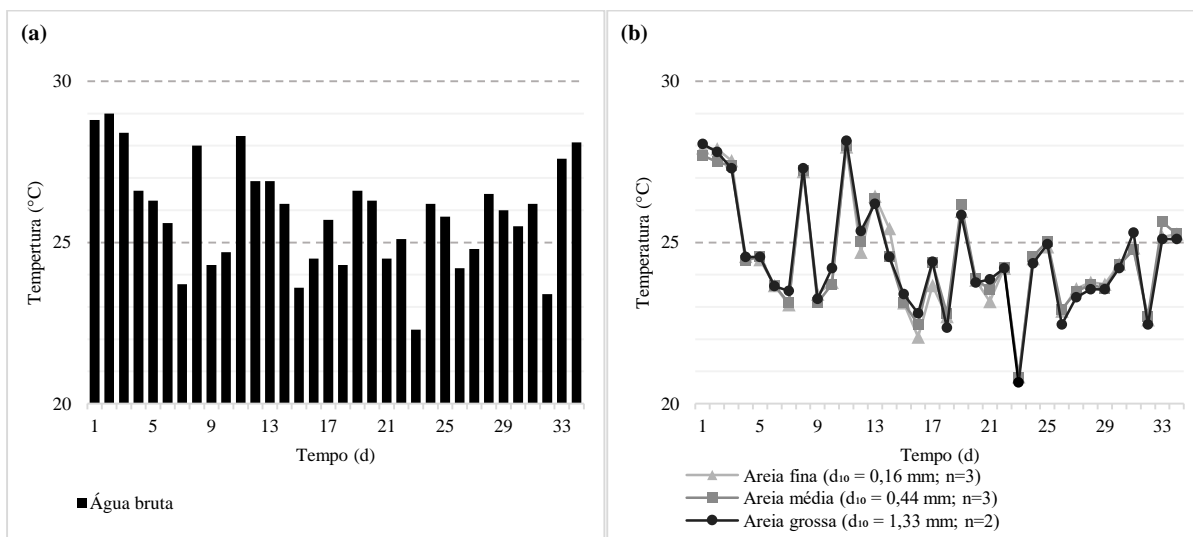 (a)
30
25
20
Tempertura (°C)
1 5 9 13 17 21 25 29 33
Tempo (d)
Água bruta
(b)
30
25
20
Temperatura (°C)
1 5 9 13 17 21 25 29 33
Tempo (d)
Areia fina (d₁₀ = 0,16 mm; n=3)
Areia média (d₁₀ = 0,44 mm; n=3)
Areia grossa (d₁₀ = 1,33 mm; n=2)